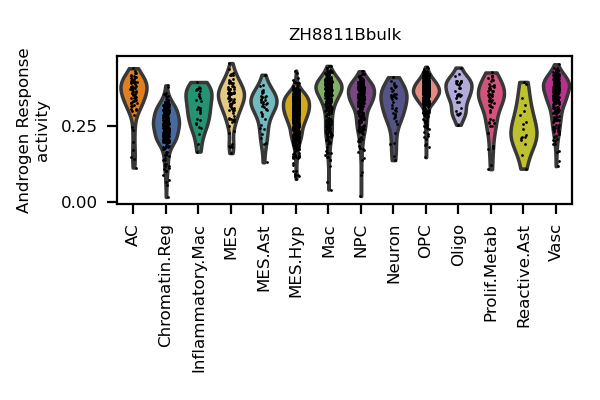 ZH8811Bbulk
Androgen Response
activity
0.25
0.00
AC
Chromatin.Reg
Inflammatory.Mac
MES
MES.Ast
MES.Hyp
Mac
NPC
Neuron
OPC
Oligo
Prolif.Metab
Reactive.Ast
Vasc